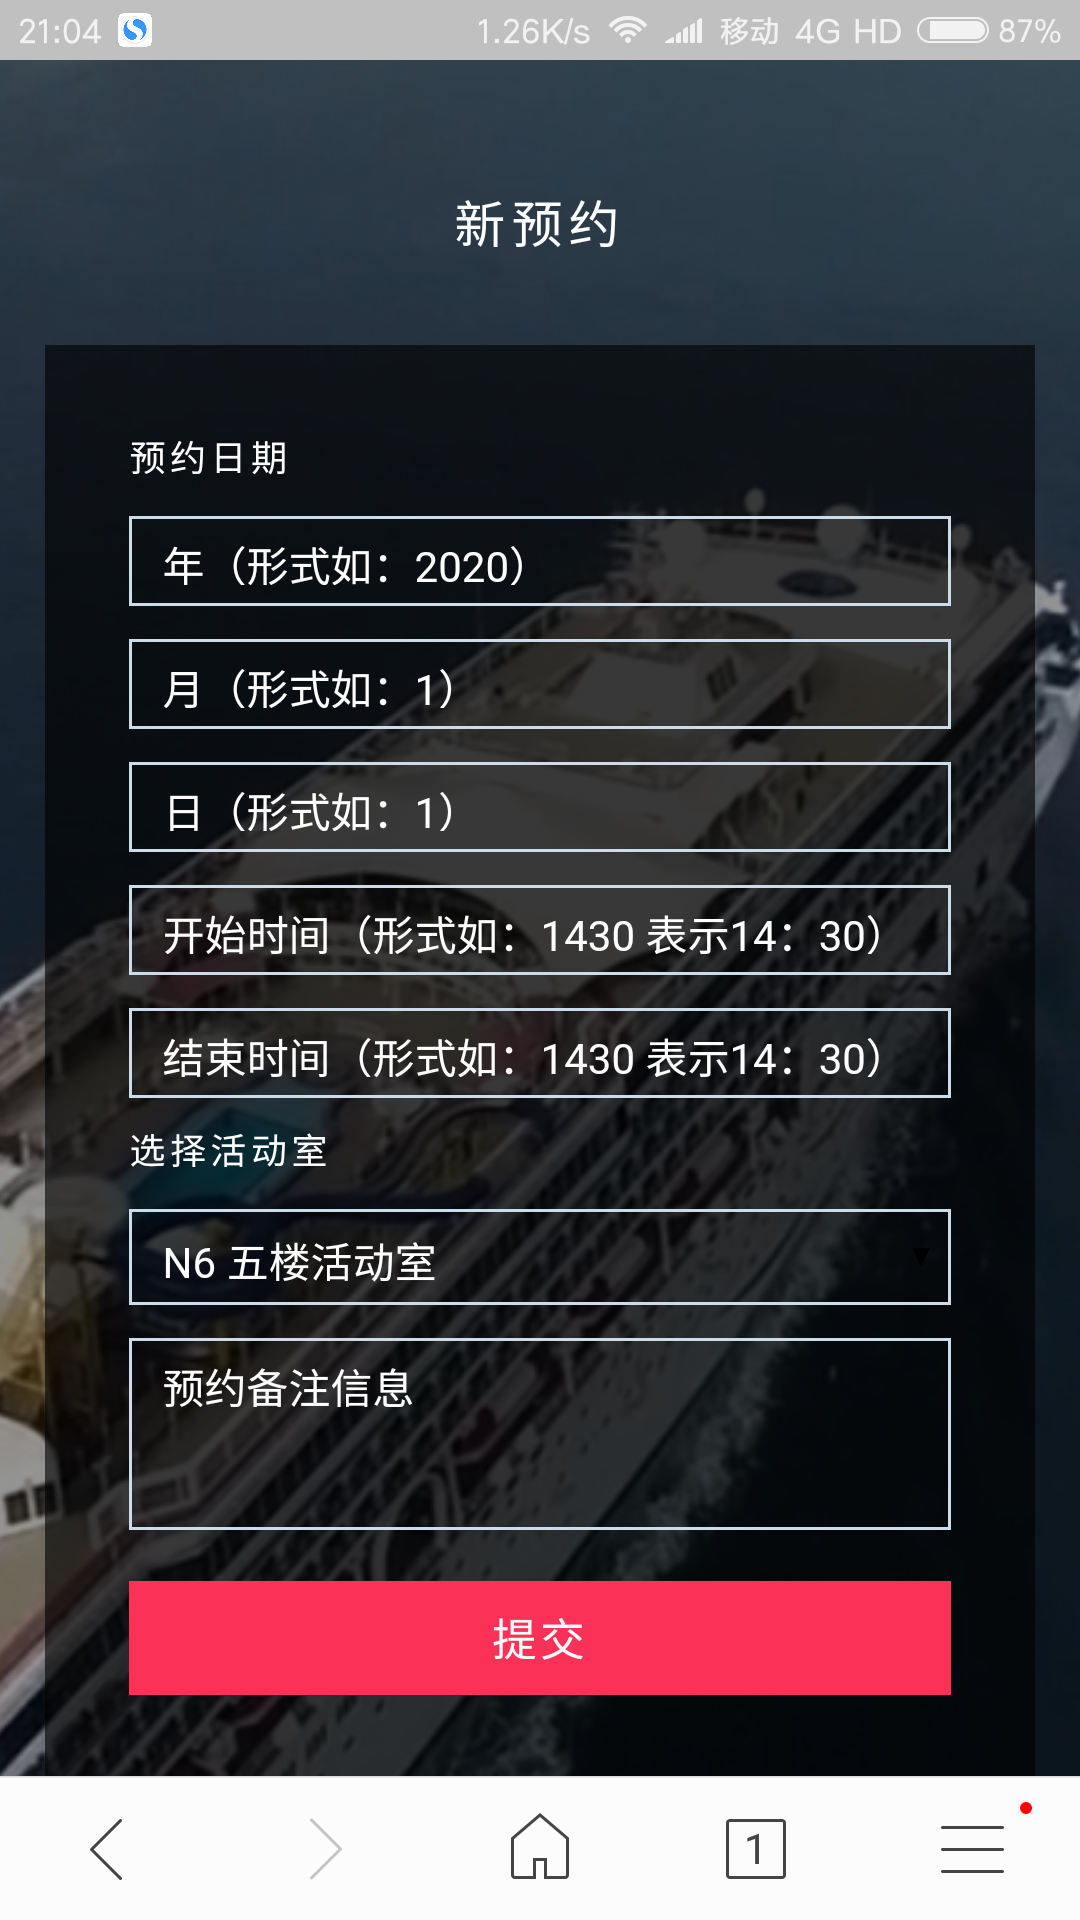 21:04 1.26K/s 移动 4G HD 87%
新预约
预约日期
年（形式如：2020）
月（形式如：1）
日（形式如：1）
开始时间（形式如：1430 表示14：30）
结束时间（形式如：1430 表示14：30）
选择活动室
N6 五楼活动室
预约备注信息
提交
1